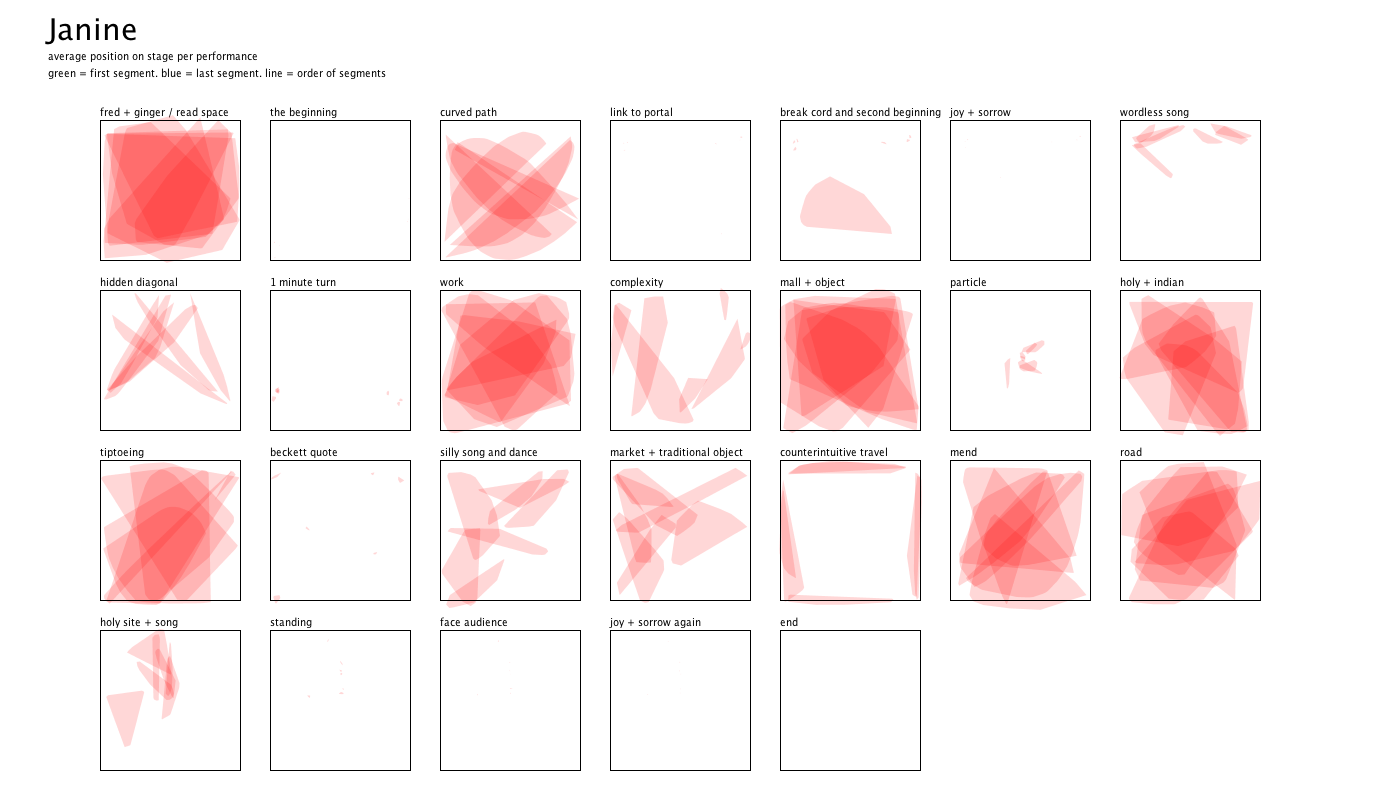 Janine
average position on stage per performance
green = first segment. blue = last segment. line = order of segments
fred + ginger / read space
the beginning
curved path
link to portal
break cord and second beginning
joy + sorrow
wordless song
hidden diagonal
1 minute turn
work
complexity
mall + object
particle
holy + indian
tiptoeing
beckett quote
silly song and dance
market + traditional object
counterintuitive travel
mend
road
holy site + song
standing
face audience
joy + sorrow again
end